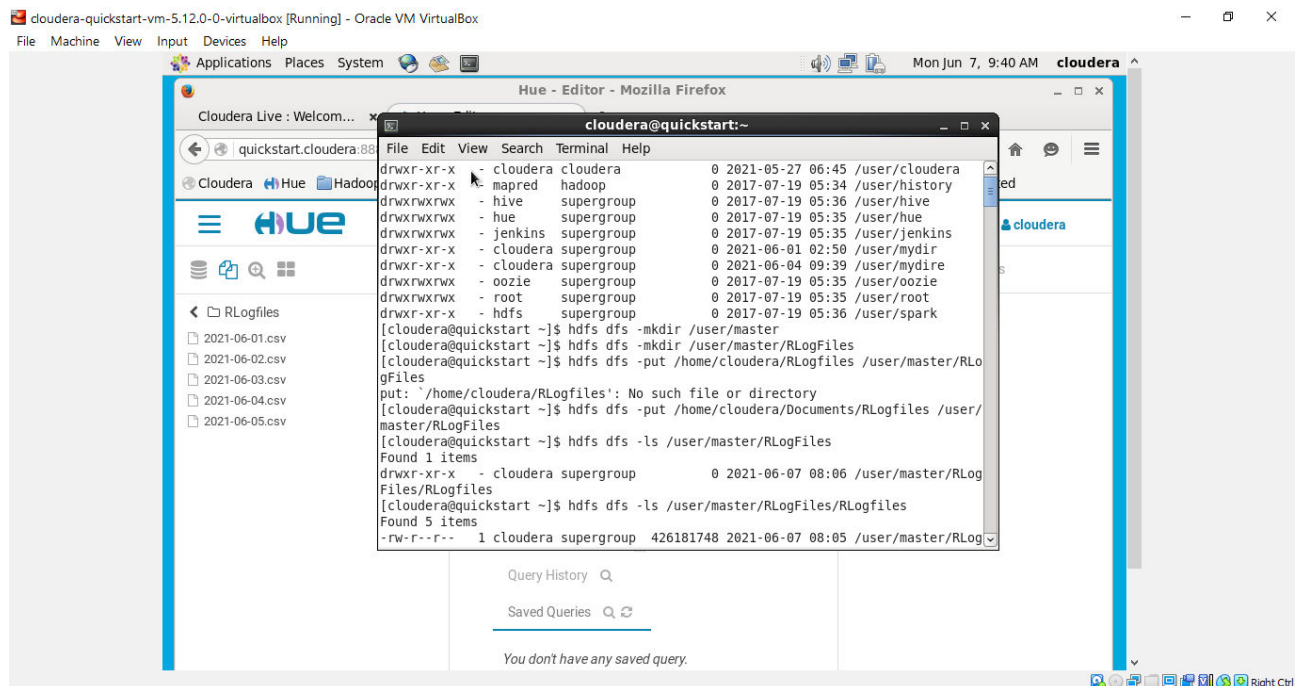 cloudera-quickstart-vm-5.12.0-0-virtualbox [Running] - Oracle VM VirtualBox
File Machine View Input Devices Help
Applications Places System Mon Jun 7, 9:40 AM cloudera
Hue - Editor - Mozilla Firefox
Cloudera Live : Welcom...
cloudera@quickstart:~
quickstart.cloudera:88
File Edit View Search Terminal Help
Cloudera Hue Hadoop
HUE
cloudera
RLogfiles
2021-06-01.csv
2021-06-02.csv
2021-06-03.csv
2021-06-04.csv
2021-06-05.csv
drwxr-xr-x - cloudera cloudera 0 2021-05-27 06:45 /user/cloudera
drwxr-xr-x - mapred hadoop 0 2017-07-19 05:34 /user/history
drwxrwxrwx - hive supergroup 0 2017-07-19 05:36 /user/hive
drwxrwxrwx - hue supergroup 0 2017-07-19 05:35 /user/hue
drwxrwxrwx - jenkins supergroup 0 2017-07-19 05:35 /user/jenkins
drwxr-xr-x - cloudera supergroup 0 2021-06-01 02:50 /user/mydir
drwxr-xr-x - cloudera supergroup 0 2021-06-04 09:39 /user/mydire
drwxrwxrwx - oozie supergroup 0 2017-07-19 05:35 /user/oozie
drwxrwxrwx - root supergroup 0 2017-07-19 05:35 /user/root
drwxr-xr-x - hdfs supergroup 0 2017-07-19 05:36 /user/spark
[cloudera@quickstart ~]$ hdfs dfs -mkdir /user/master
[cloudera@quickstart ~]$ hdfs dfs -mkdir /user/master/RLogFiles
[cloudera@quickstart ~]$ hdfs dfs -put /home/cloudera/RLogfiles /user/master/RLo
gFiles
put: `/home/cloudera/RLogfiles': No such file or directory
[cloudera@quickstart ~]$ hdfs dfs -put /home/cloudera/Documents/RLogfiles /user/
master/RLogFiles
[cloudera@quickstart ~]$ hdfs dfs -ls /user/master/RLogFiles
Found 1 items
drwxr-xr-x - cloudera supergroup 0 2021-06-07 08:06 /user/master/RLog
Files/RLogfiles
[cloudera@quickstart ~]$ hdfs dfs -ls /user/master/RLogFiles/RLogfiles
Found 5 items
-rw-r--r-- 1 cloudera supergroup 426181748 2021-06-07 08:05 /user/master/RLog
Query History
Saved Queries
You don't have any saved query.
Right Ctrl